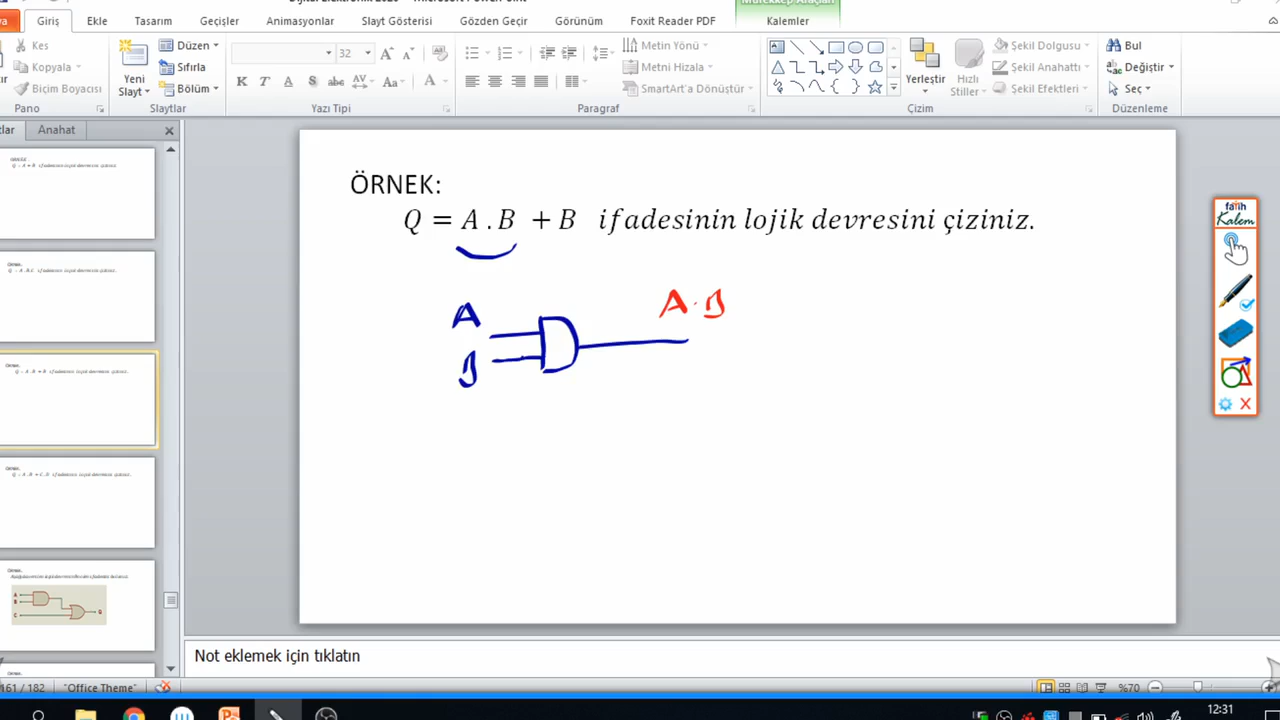 Giriş Ekle Tasarım Geçişler Animasyonlar Slayt Gösterisi Gözden Geçir Görünüm Foxit Reader PDF Kalemler
Kes
Kopyala
Biçim Boyacısı
Pano
Yeni
Slayt
Düzen
Sıfırla
Bölüm
Slaytlar
32
K T A S abc AV Aa A
Yazı Tipi
Metin Yönü
Metni Hizala
SmartArt'a Dönüştür
Paragraf
Yerleştir
Hızlı
Stiller
Şekil Dolgusu
Şekil Anahattı
Şekil Efektleri
Çizim
Bul
Değiştir
Seç
Düzenleme
Anahat
ÖRNEK:
Q = A . B + B ifadesinin lojik devresini çiziniz.
A
B
A.B
fatih
Kalem
Not eklemek için tıklatın
161 / 182 "Office Theme" %70
12:31